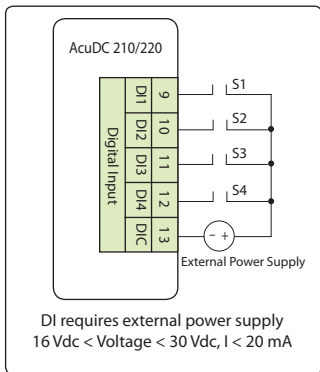 AcuDC 210/220
Digital Input
DI1 9 S1
DI2 10 S2
DI3 11 S3
DI4 12 S4
DIC 13 - +
External Power Supply
DI requires external power supply
16 Vdc < Voltage < 30 Vdc, I < 20 mA